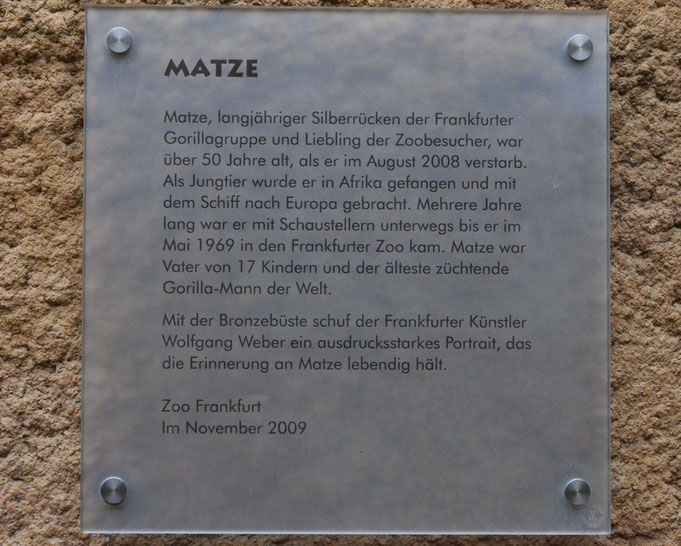 MATZE
Matze, langjähriger Silberrücken der Frankfurter
Gorillagruppe und Liebling der Zoobesucher, war
über 50 Jahre alt, als er im August 2008 verstarb.
Als Jungtier wurde er in Afrika gefangen und mit
dem Schiff nach Europa gebracht. Mehrere Jahre
lang war er mit Schaustellern unterwegs bis er im
Mai 1969 in den Frankfurter Zoo kam. Matze war
Vater von 17 Kindern und der älteste züchtende
Gorilla-Mann der Welt.
Mit der Bronzebüste schuf der Frankfurter Künstler
Wolfgang Weber ein ausdrucksstarkes Portrait, das
die Erinnerung an Matze lebendig hält.
Zoo Frankfurt
Im November 2009